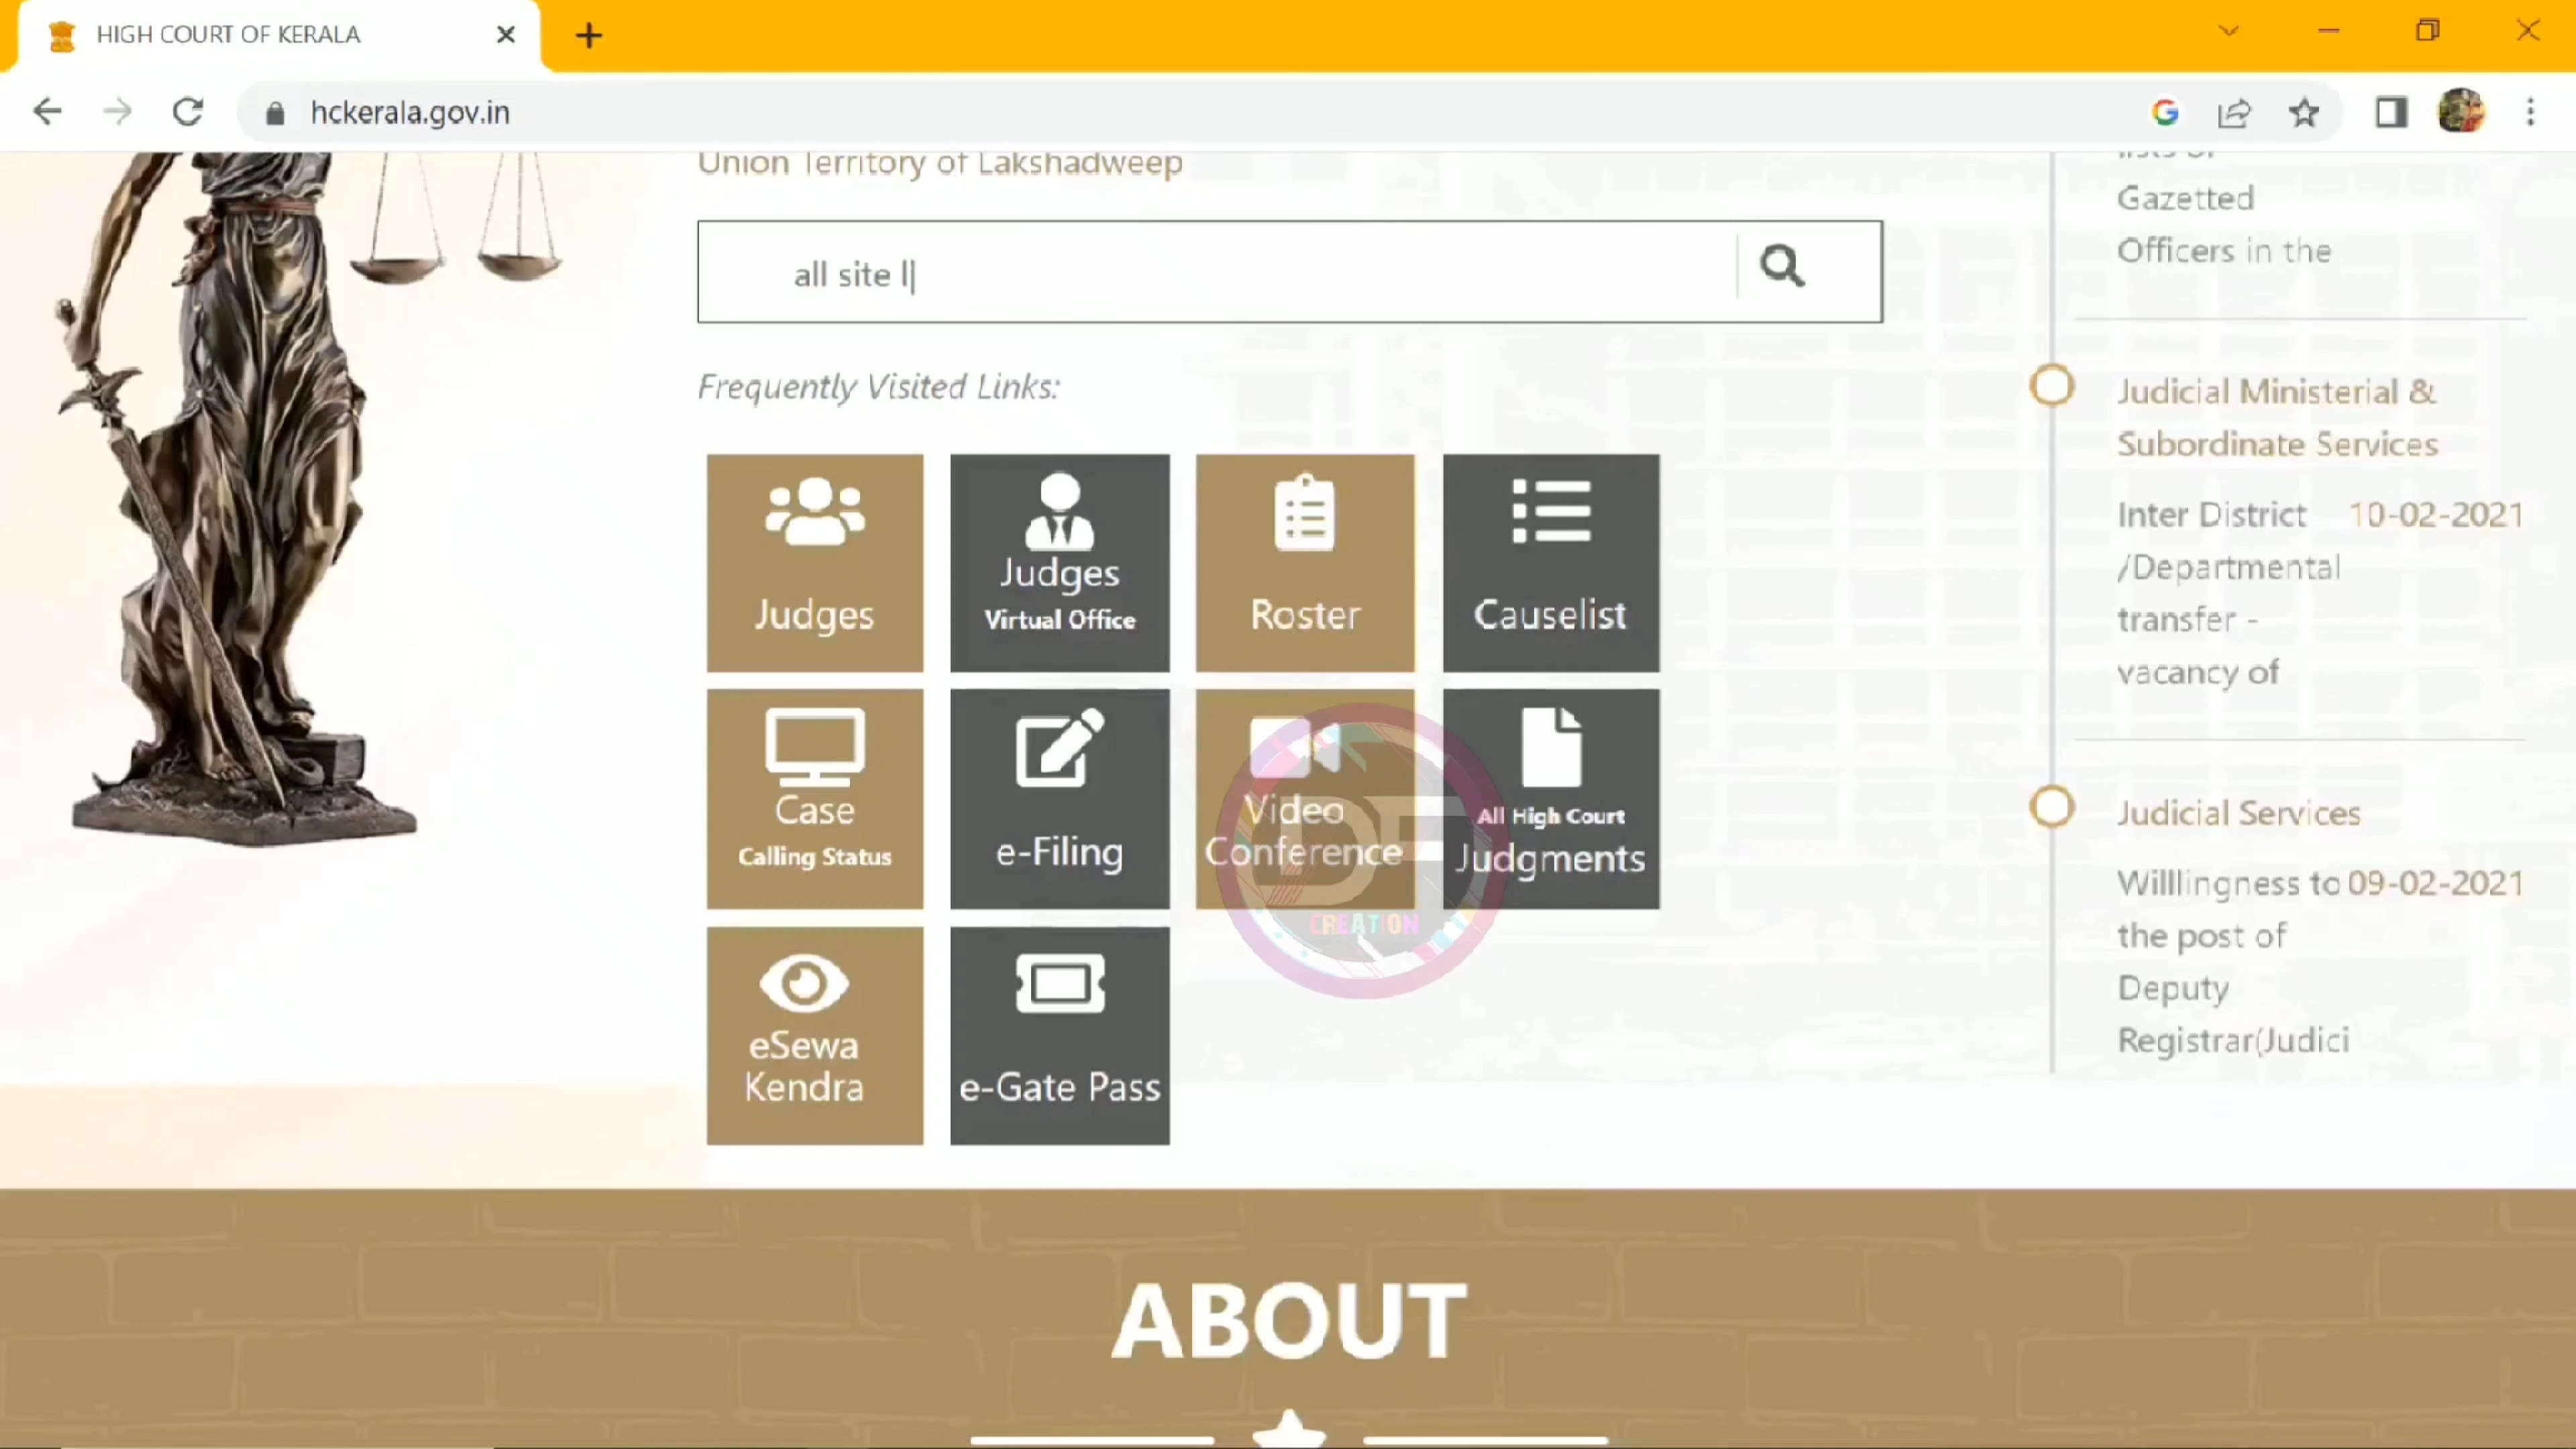 HIGH COURT OF KERALA
hckerala.gov.in
Union Territory of Lakshadweep
all site l
Frequently Visited Links:
Judges
Judges
Virtual Office
Roster
Causelist
Case
Calling Status
e-Filing
Video
Conference
All High Court
Judgments
eSewa
Kendra
e-Gate Pass
DF
CREATION
Gazetted
Officers in the
Judicial Ministerial &
Subordinate Services
Inter District 10-02-2021
/Departmental
transfer -
vacancy of
Judicial Services
Willlingness to 09-02-2021
the post of
Deputy
Registrar(Judici
ABOUT